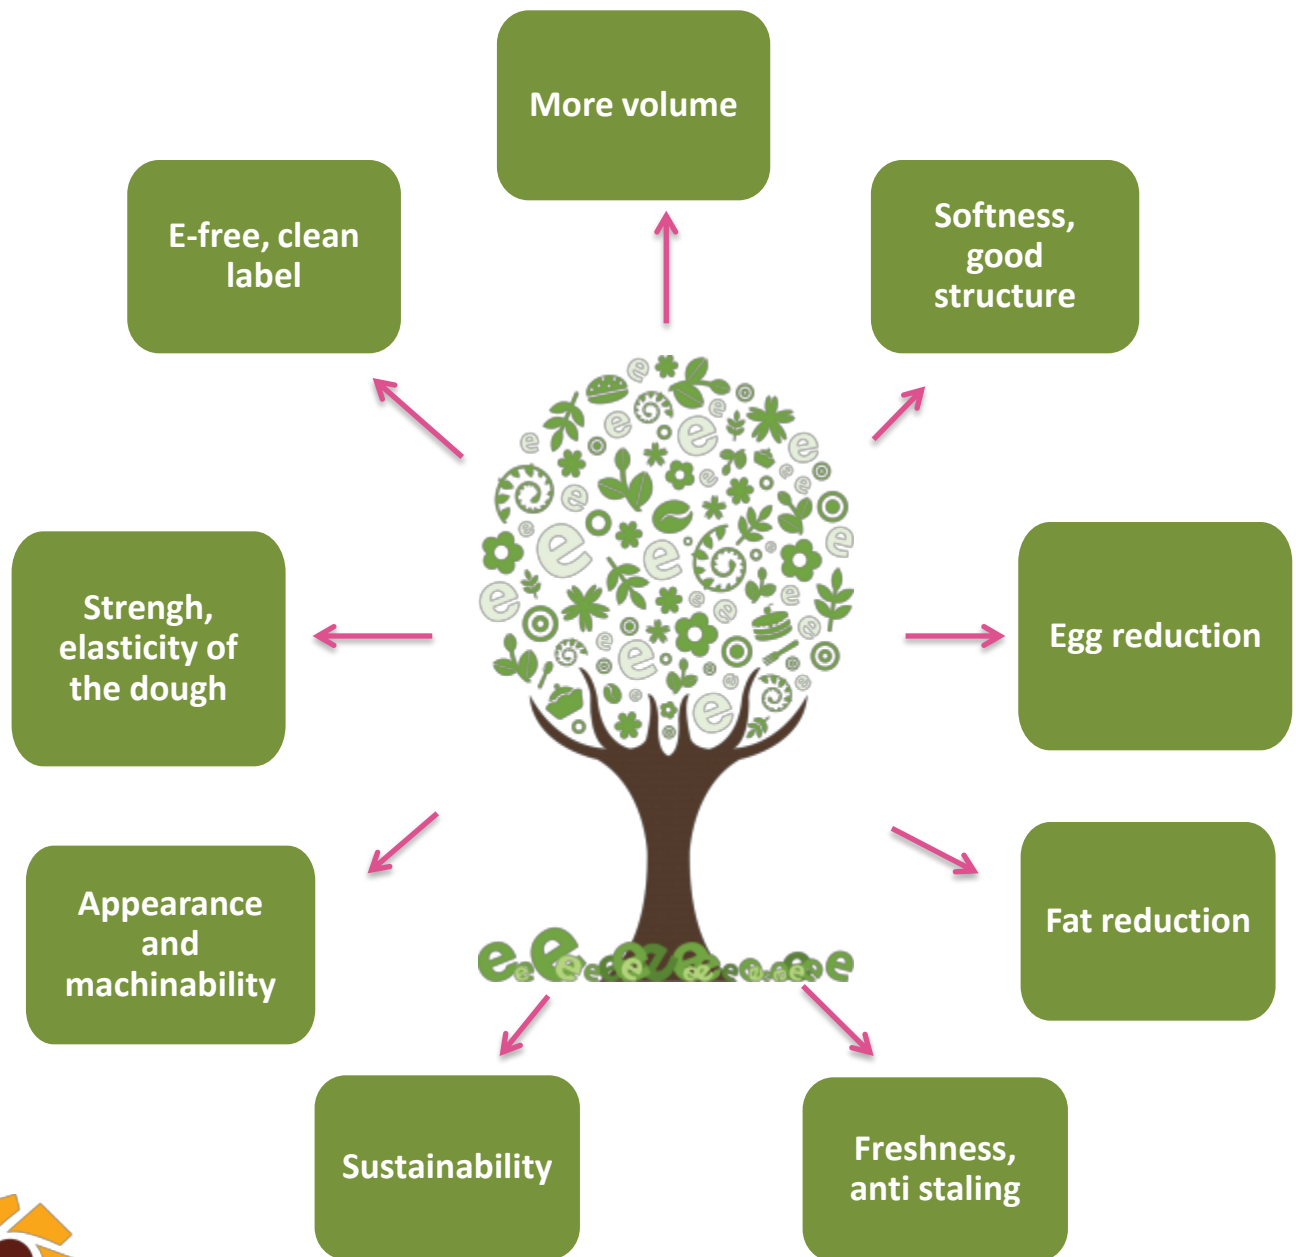 More volume
E-free, clean
label
Softness,
good
structure
Strengh,
elasticity of
the dough
Egg reduction
Appearance
and
machinability
Fat reduction
Sustainability
Freshness,
anti staling